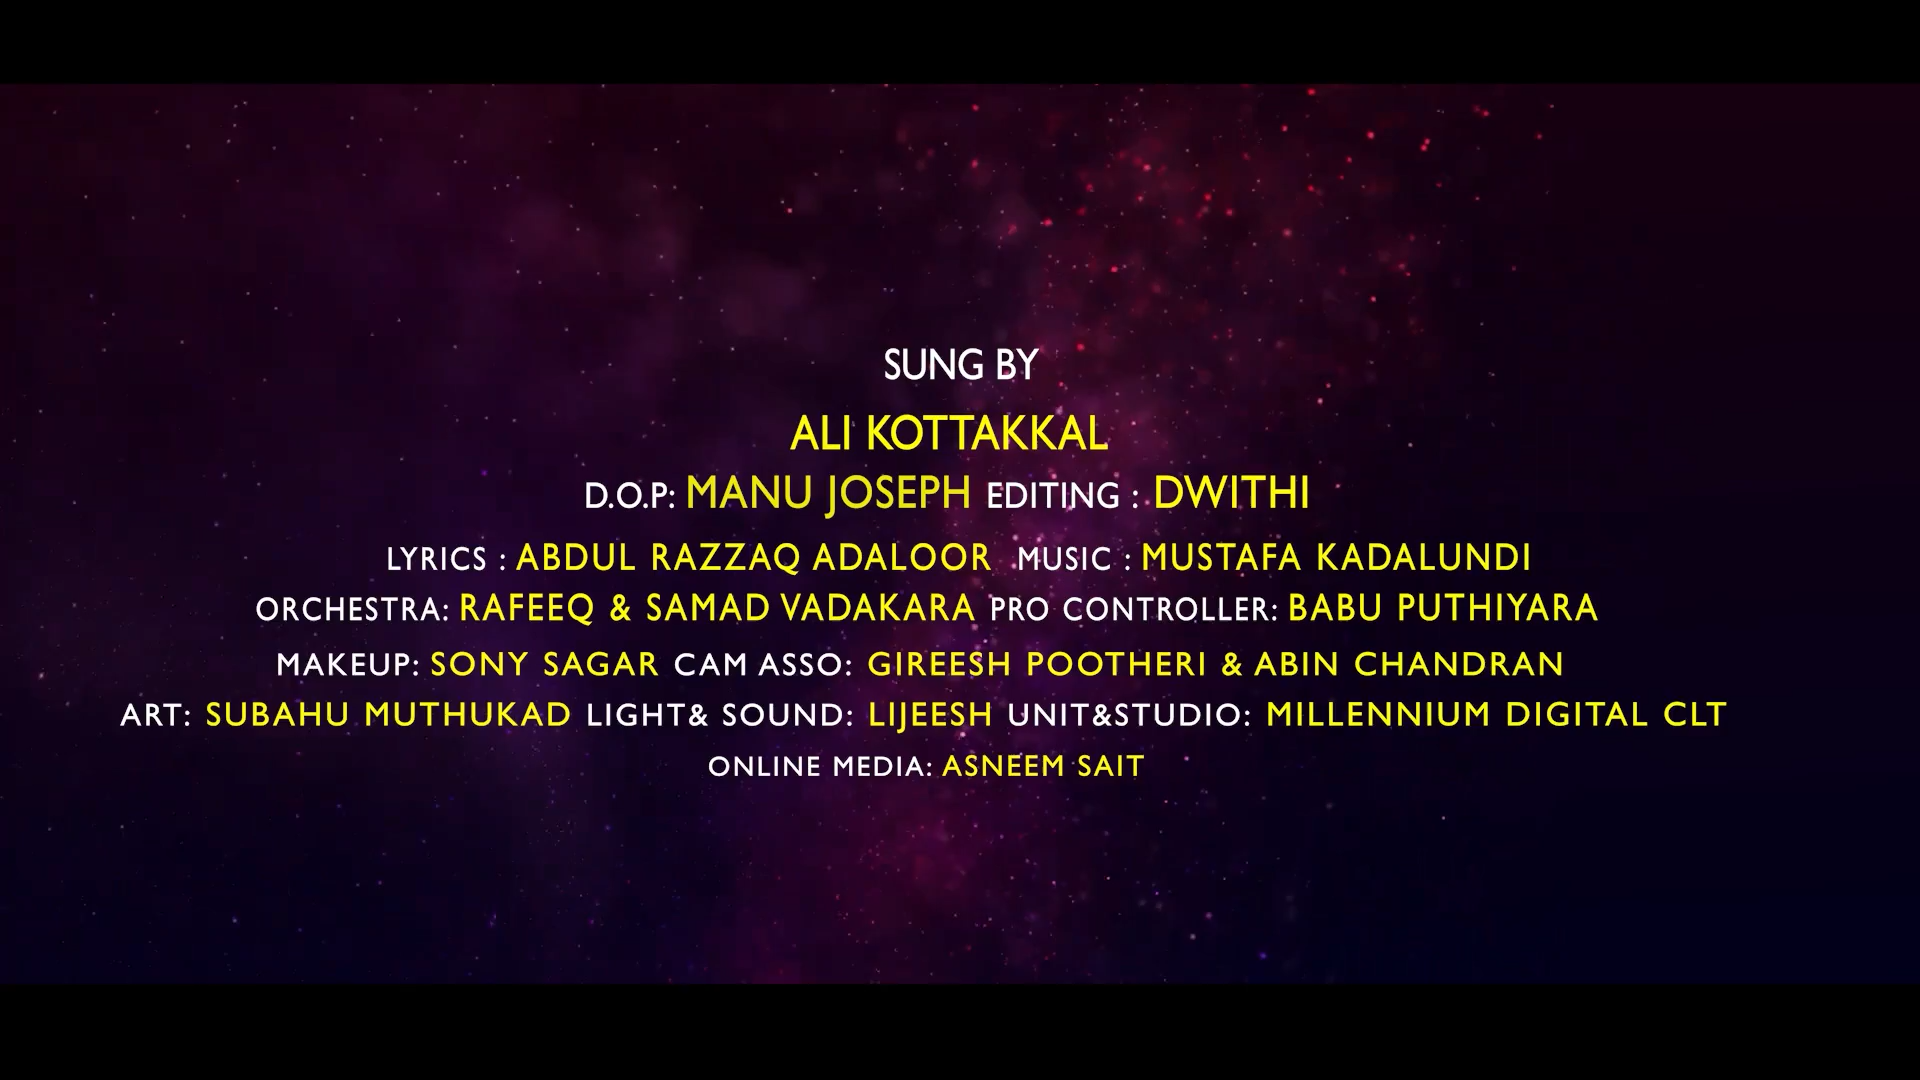 SUNG BY
ALI KOTTAKKAL
D.O.P: MANU JOSEPH EDITING : DWITHI
LYRICS : ABDUL RAZZAQ ADALOOR MUSIC : MUSTAFA KADALUNDI
ORCHESTRA: RAFEEQ & SAMAD VADAKARA PRO CONTROLLER: BABU PUTHIYARA
MAKEUP: SONY SAGAR CAM ASSO: GIREESH POOTHERI & ABIN CHANDRAN
ART: SUBAHU MUTHUKAD LIGHT& SOUND: LIJEESH UNIT&STUDIO: MILLENNIUM DIGITAL CLT
ONLINE MEDIA: ASNEEM SAIT